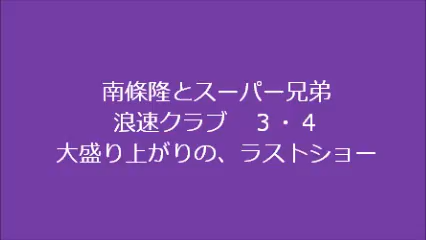 南條隆とスーパー兄弟
浪速クラブ　３・４
大盛り上がりの、ラストショー